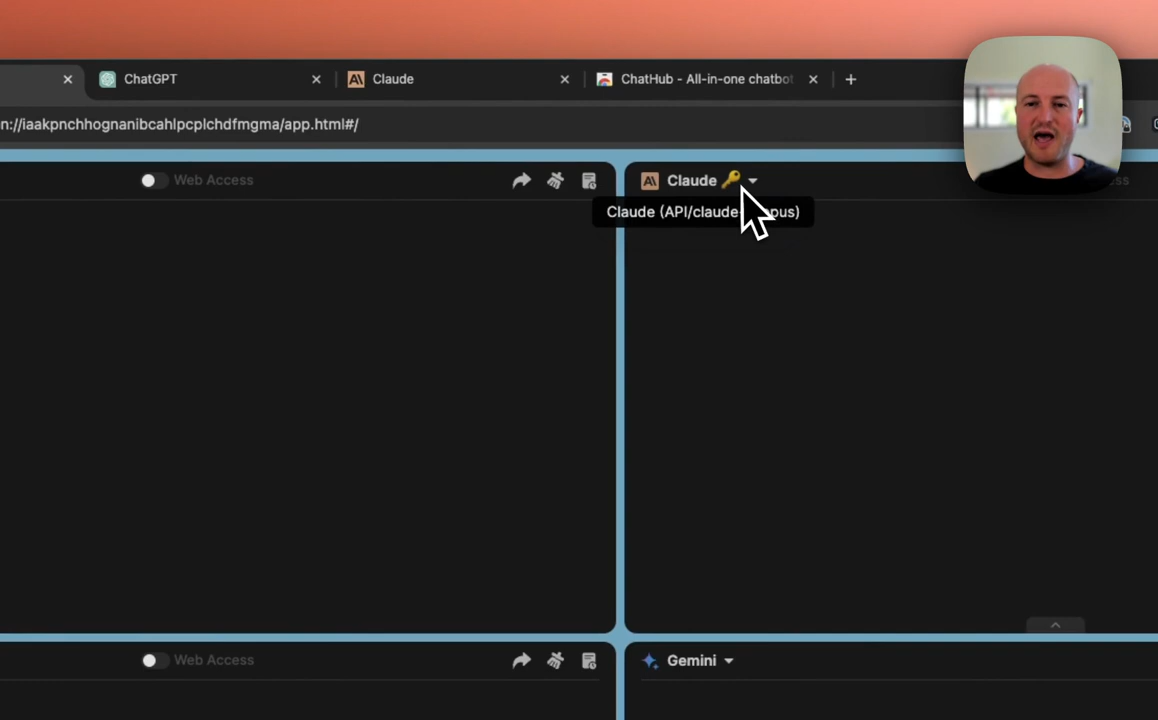 ChatGPT
Claude
ChatHub - All-in-one chatbot
n://iaakpnchhognanibcahlpcplchdfmgma/app.html#/
Web Access
Claude
Claude (API/claude opus)
Web Access
Gemini